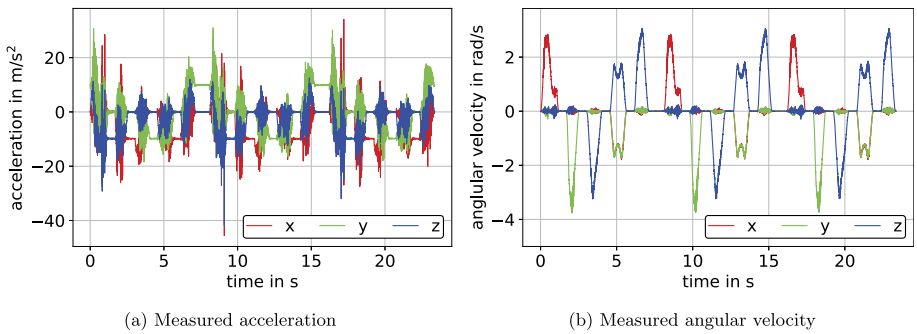 20
0
−20
−40
acceleration in m/s²
0 5 10 15 20
time in s
x y z
(a) Measured acceleration
2
0
−2
−4
anglular velocity in rad/s
0 5 10 15 20
time in s
x y z
(b) Measured angular velocity